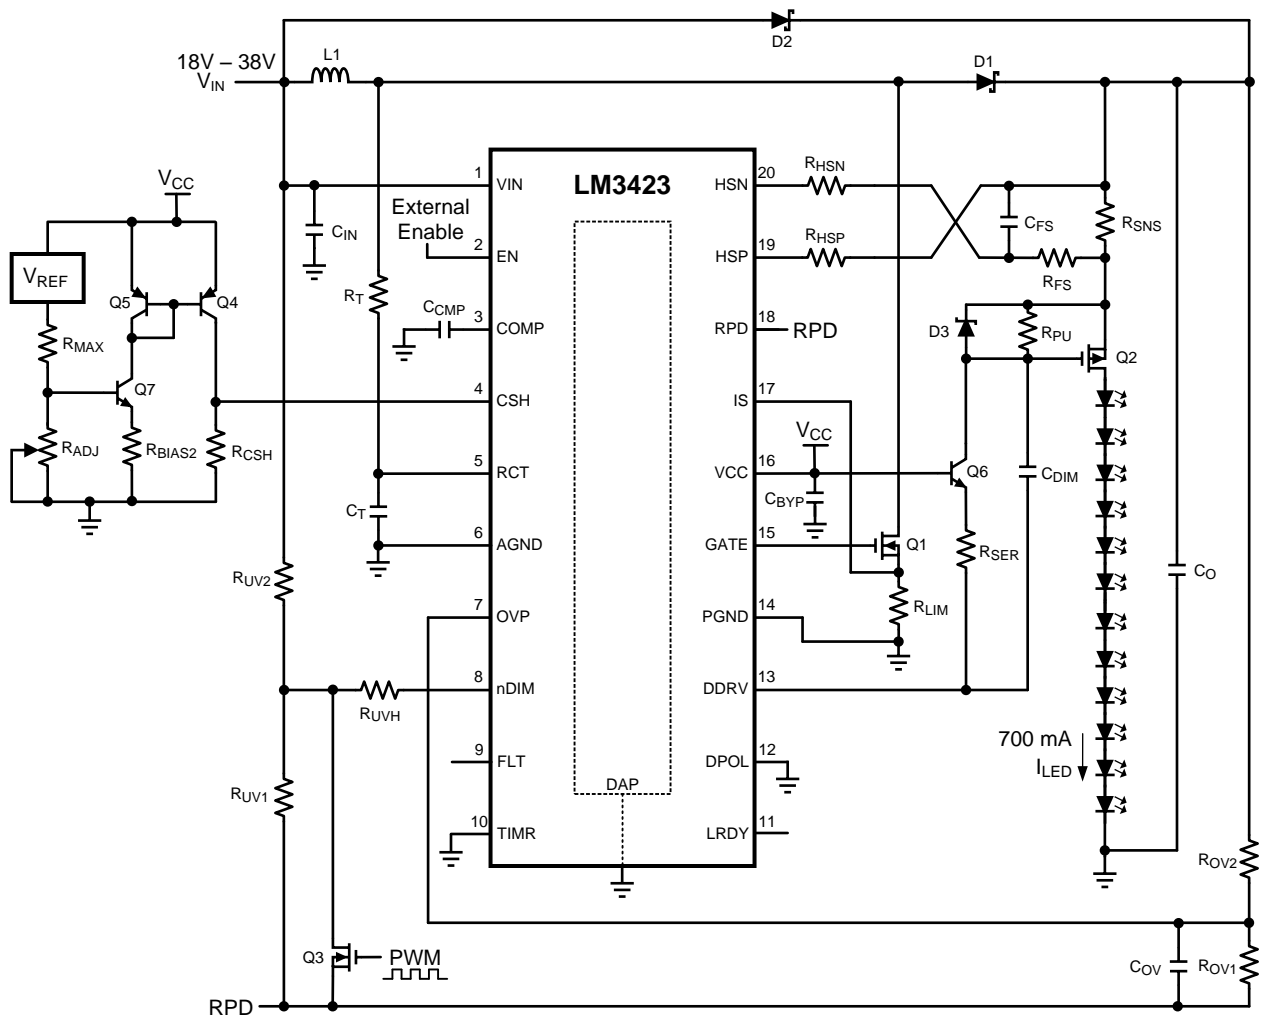 D2
18V – 38V
VIN
L1
D1
LM3423
1
VIN
20
HSN
RHSN
VCC
CIN
External
Enable
CFS
RSNS
2
EN
19
HSP
RHSP
VREF
Q5
Q4
RT
RFS
CCMP
3
COMP
18
RPD
RPD
D3
RPU
Q2
RMAX
Q7
4
CSH
17
IS
RADJ
RBIAS2
RCSH
VCC
5
RCT
16
VCC
Q6
CDIM
CBYP
CT
6
AGND
15
GATE
Q1
RSER
CO
RUV2
RLIM
7
OVP
14
PGND
8
nDIM
13
DDRV
RUVH
700 mA
ILED
9
FLT
12
DPOL
RUV1
DAP
10
TIMR
11
LRDY
ROV2
Q3
PWM
COV
ROV1
RPD